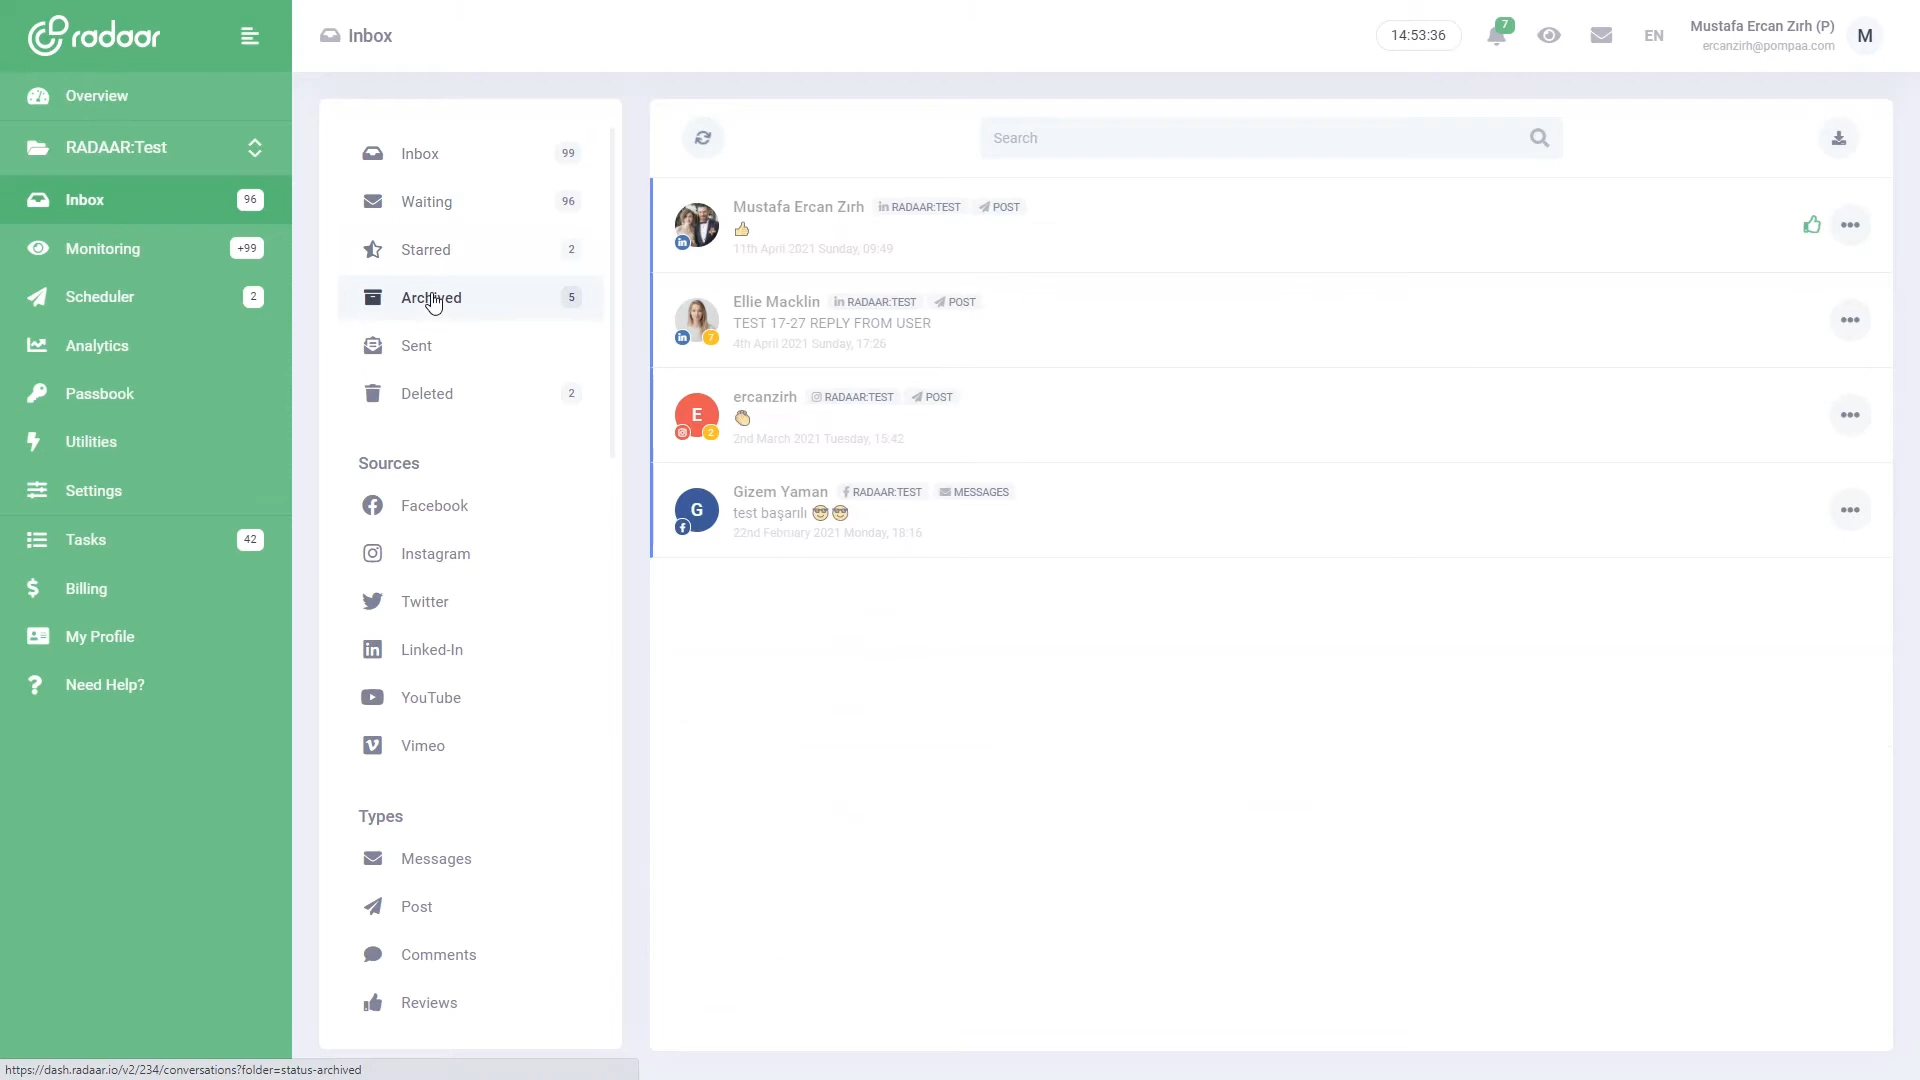 radaar
Inbox
14:53:36
7
EN
Mustafa Ercan Zırh (P)
ercanzirh@pompaa.com
M
Overview
RADAAR:Test
Inbox
96
Monitoring
+99
Scheduler
2
Analytics
Passbook
Utilities
Settings
Tasks
42
Billing
My Profile
Need Help?
Inbox
99
Waiting
96
Starred
2
Archived
5
Sent
Deleted
2
Sources
Facebook
Instagram
Twitter
Linked-In
YouTube
Vimeo
Types
Messages
Post
Comments
Reviews
Search
Mustafa Ercan Zırh RADAAR:TEST POST
11th April 2021 Sunday, 09:49
Ellie Macklin RADAAR:TEST POST
TEST 17-27 REPLY FROM USER
7
4th April 2021 Sunday, 17:26
ercanzirh RADAAR:TEST POST
E
2
2nd March 2021 Tuesday, 15:42
Gizem Yaman RADAAR:TEST MESSAGES
G
test başarılı 😎😎
22nd February 2021 Monday, 18:16
https://dash.radaar.io/v2/234/conversations?folder=status-archived